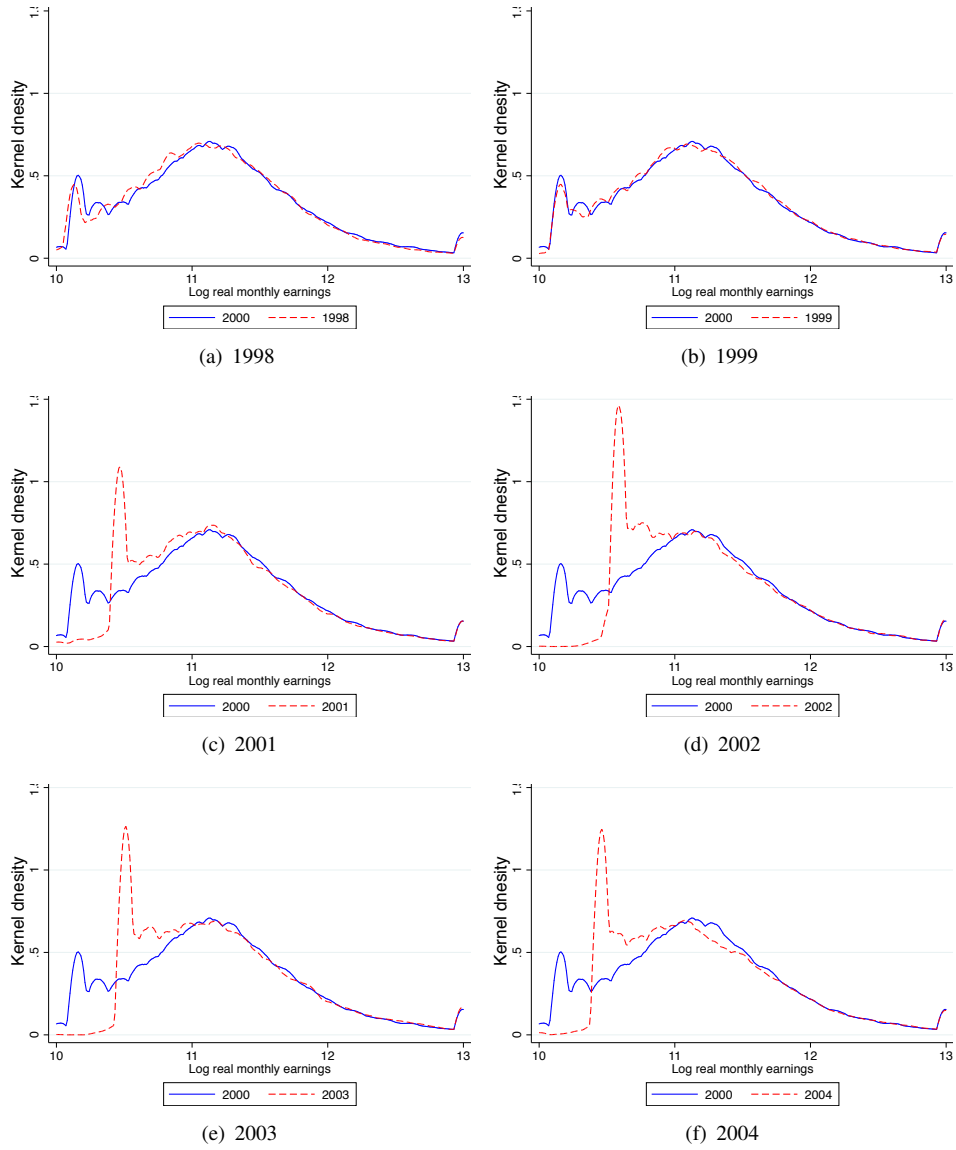 Kernel dnesity
1
.5
0
10 11 12 13
Log real monthly earnings
2000 1998
(a) 1998
Kernel dnesity
1
.5
0
10 11 12 13
Log real monthly earnings
2000 1999
(b) 1999
Kernel dnesity
1
.5
0
10 11 12 13
Log real monthly earnings
2000 2001
(c) 2001
Kernel dnesity
1
.5
0
10 11 12 13
Log real monthly earnings
2000 2002
(d) 2002
Kernel dnesity
1
.5
0
10 11 12 13
Log real monthly earnings
2000 2003
(e) 2003
Kernel dnesity
1
.5
0
10 11 12 13
Log real monthly earnings
2000 2004
(f) 2004